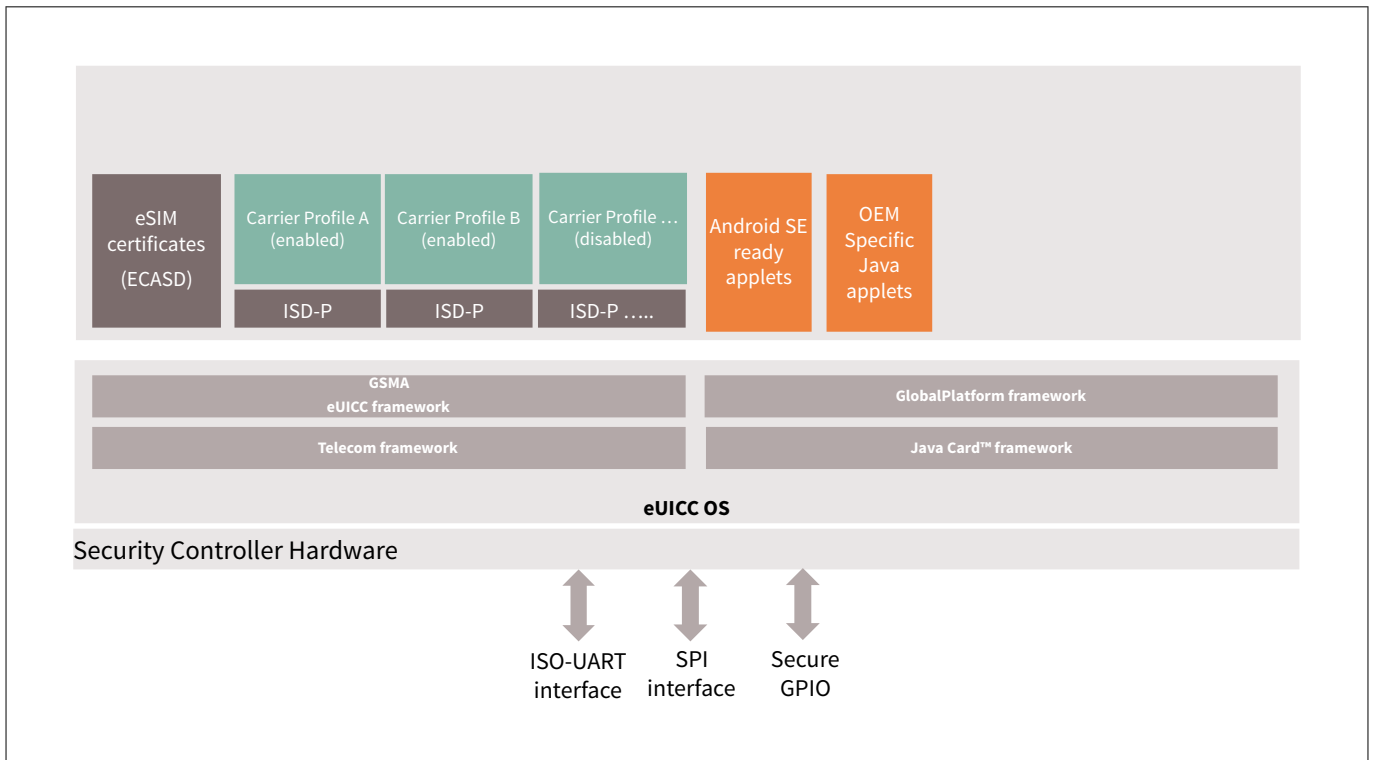 eSIM
certificates
(ECASD)
Carrier Profile A
(enabled)
Carrier Profile B
(enabled)
Carrier Profile …
(disabled)
Android SE
ready
applets
OEM
Specific
Java
applets
ISD-P
ISD-P
ISD-P …..
GSMA
eUICC framework
GlobalPlatform framework
Telecom framework
Java Card™ framework
eUICC OS
Security Controller Hardware
ISO-UART
interface
SPI
interface
Secure
GPIO